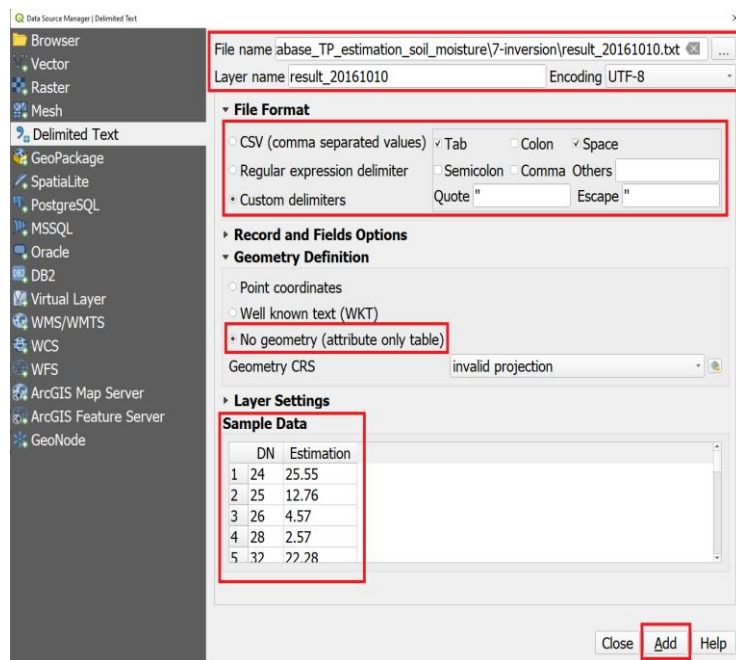 Data Source Manager | Delimited Text
Browser
Vector
Raster
Mesh
Delimited Text
GeoPackage
SpatiaLite
PostgreSQL
MSSQL
Oracle
DB2
Virtual Layer
WMS/WMTS
WCS
WFS
ArcGIS Map Server
ArcGIS Feature Server
GeoNode
File name abase_TP_estimation_soil_moisture\7-inversion\result_20161010.txt ...
Layer name result_20161010 Encoding UTF-8
File Format
CSV (comma separated values) Tab Colon Space
Regular expression delimiter Semicolon Comma Others
Custom delimiters Quote " Escape "
Record and Fields Options
Geometry Definition
Point coordinates
Well known text (WKT)
No geometry (attribute only table)
Geometry CRS invalid projection
Layer Settings
Sample Data
DN Estimation
1 24 25.55
2 25 12.76
3 26 4.57
4 28 2.57
5 32 22.28
Close Add Help